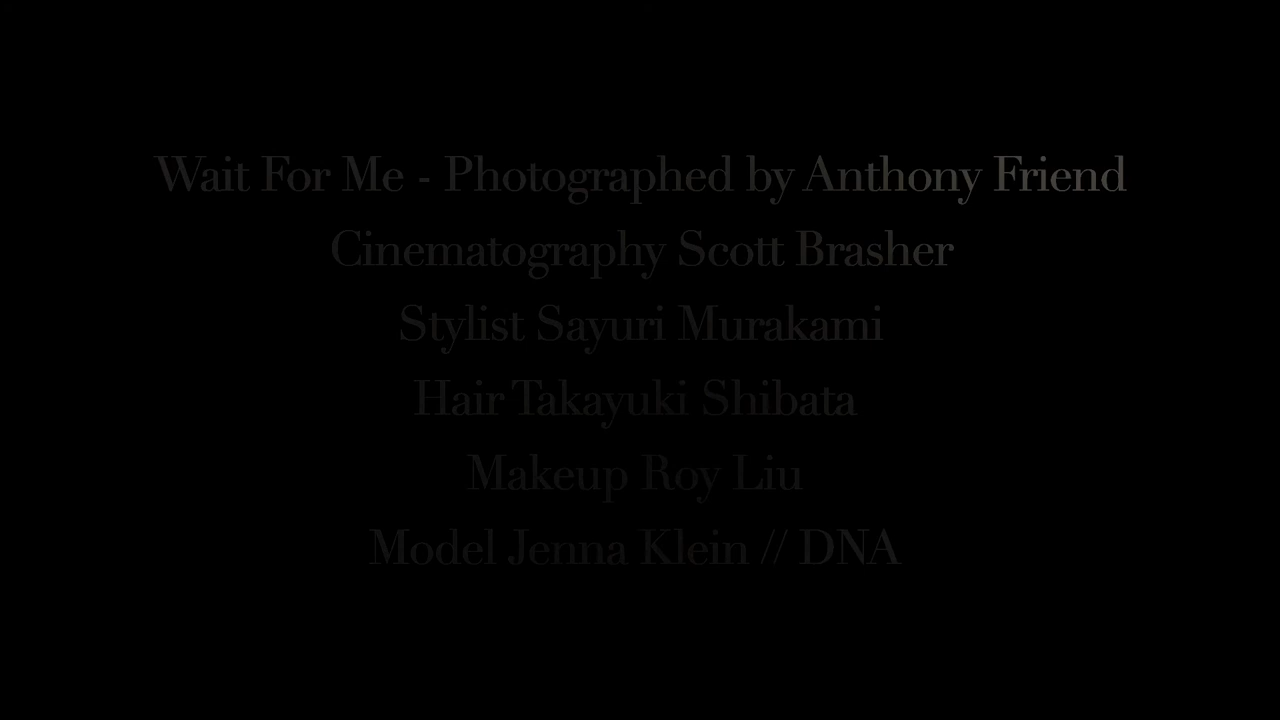 Wait For Me - Photographed by Anthony Friend
Cinematography Scott Brasher
Stylist Sayuri Murakami
Hair Takayuki Shibata
Makeup Roy Liu
Model Jenna Klein // DNA